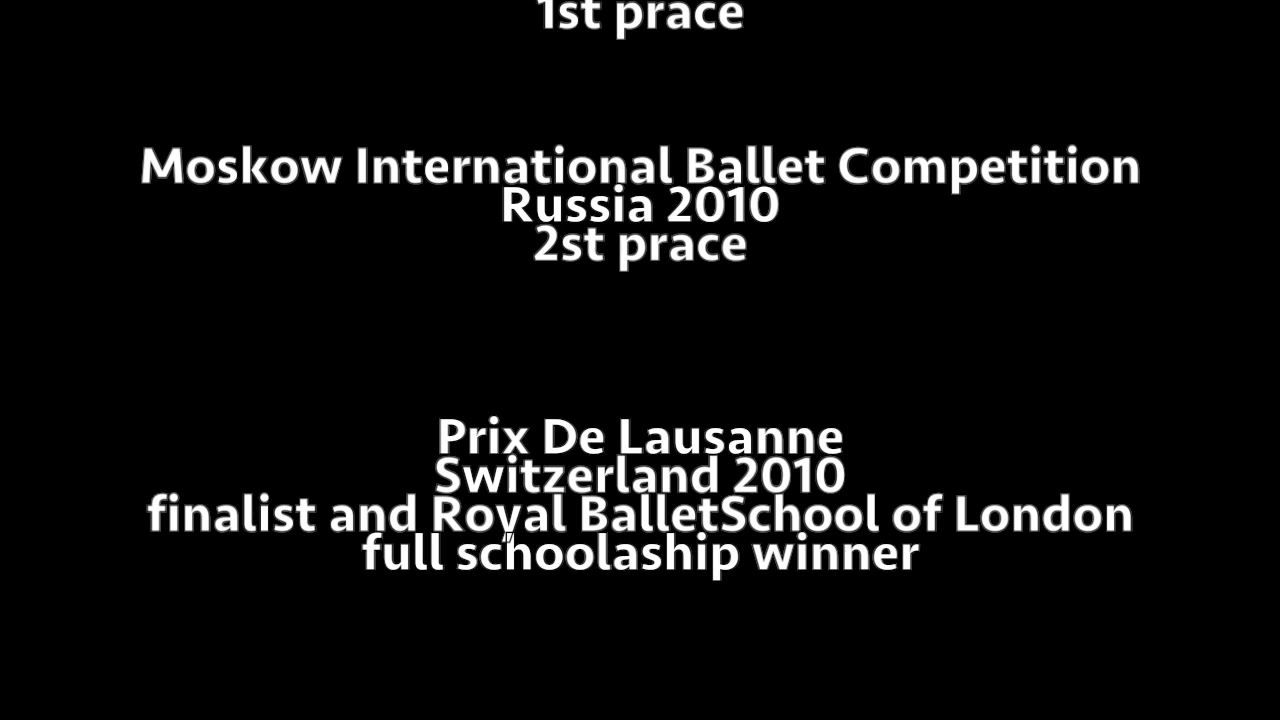 1st prace
Moskow International Ballet Competition
Russia 2010
2st prace
Prix De Lausanne
Switzerland 2010
finalist and Royal BalletSchool of London
full schoolaship winner